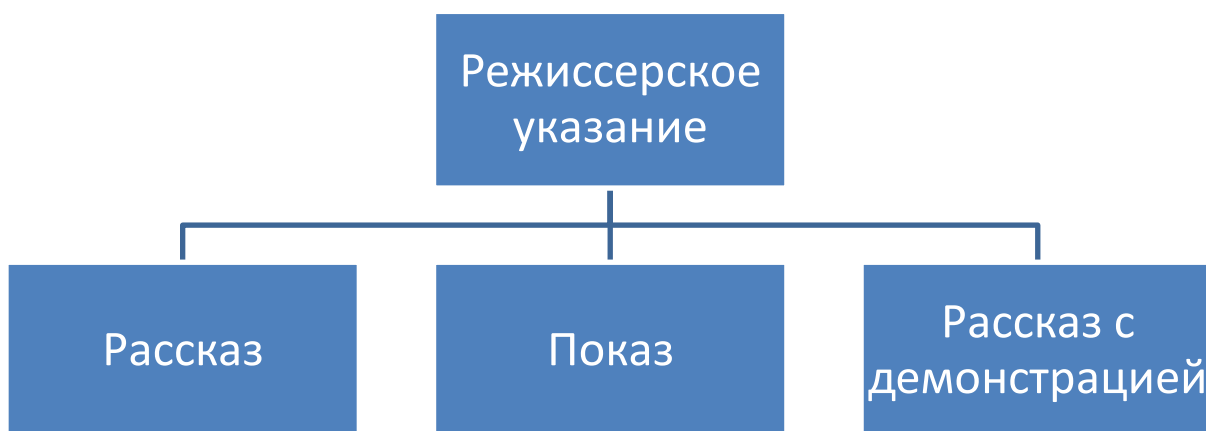 Режиссерское
указание
Рассказ
Показ
Рассказ с
демонстрацией